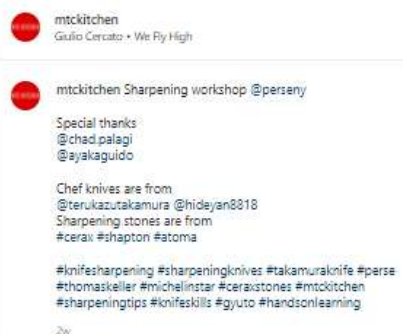 mtckitchen
Giulio Cercato • We Fly High
mtckitchen Sharpening workshop @perseny
Special thanks
@chad.palagi
@ayakaguido
Chef knives are from
@terukazutakamura @hideyan8818
Sharpening stones are from
#cerax #shapton #atoma
#knifesharpening #sharpeningknives #takamuraknife #perse
#thomaskeller #michelinstar #ceraxstones #mtckitchen
#sharpeningtips #knifeskills #gyuto #handsonlearning
2w